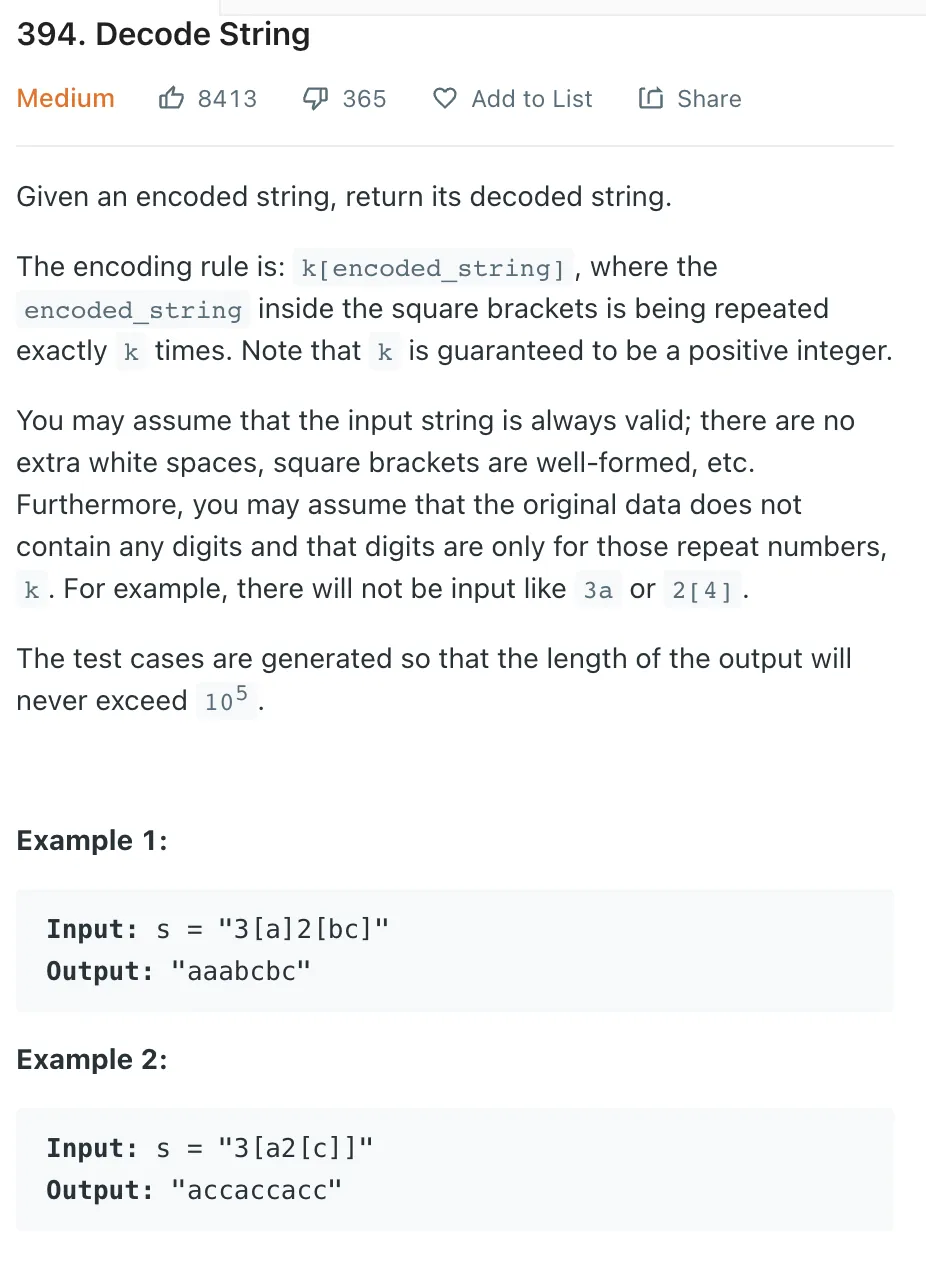 394. Decode String
Medium 8413 365 Add to List Share
Given an encoded string, return its decoded string.
The encoding rule is: k[encoded_string], where the
encoded_string inside the square brackets is being repeated
exactly k times. Note that k is guaranteed to be a positive integer.
You may assume that the input string is always valid; there are no
extra white spaces, square brackets are well-formed, etc.
Furthermore, you may assume that the original data does not
contain any digits and that digits are only for those repeat numbers,
k. For example, there will not be input like 3a or 2[4].
The test cases are generated so that the length of the output will
never exceed 10⁵.
Example 1:
Input: s = "3[a]2[bc]"
Output: "aaabcbc"
Example 2:
Input: s = "3[a2[c]]"
Output: "accaccacc"